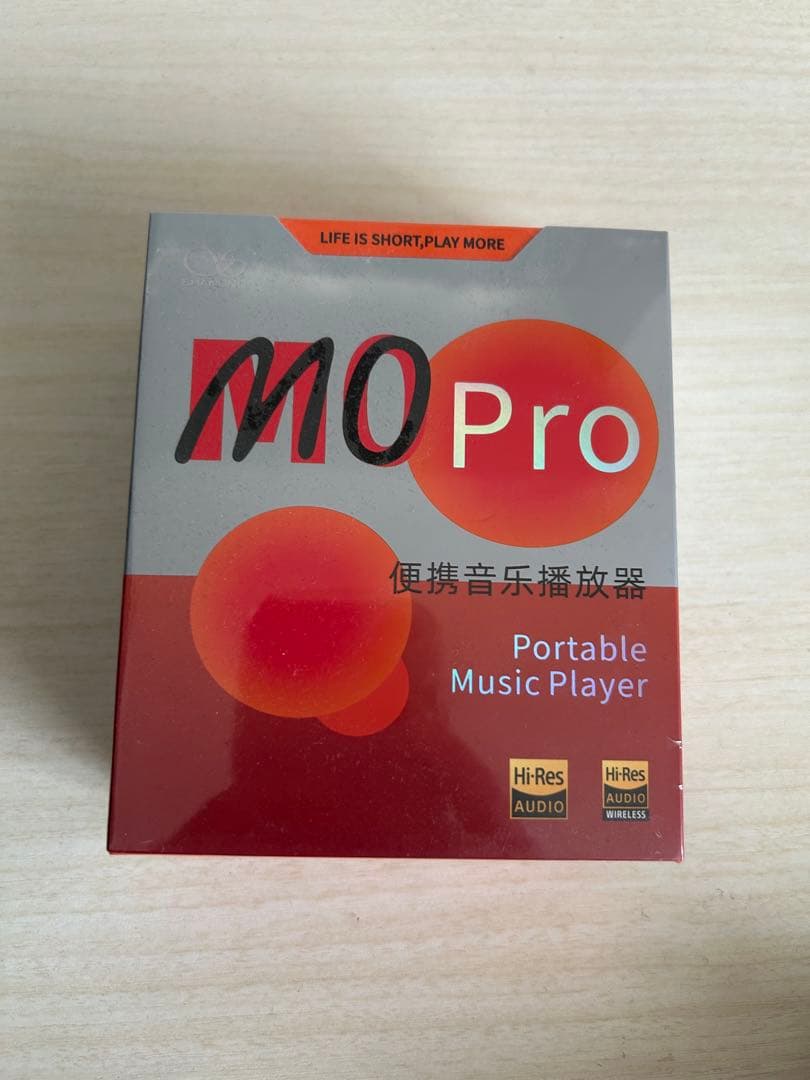 LIFE IS SHORT,PLAY MORE
M0 Pro
便携音乐播放器
Portable
Music Player
Hi-Res
AUDIO
Hi-Res
AUDIO
WIRELESS